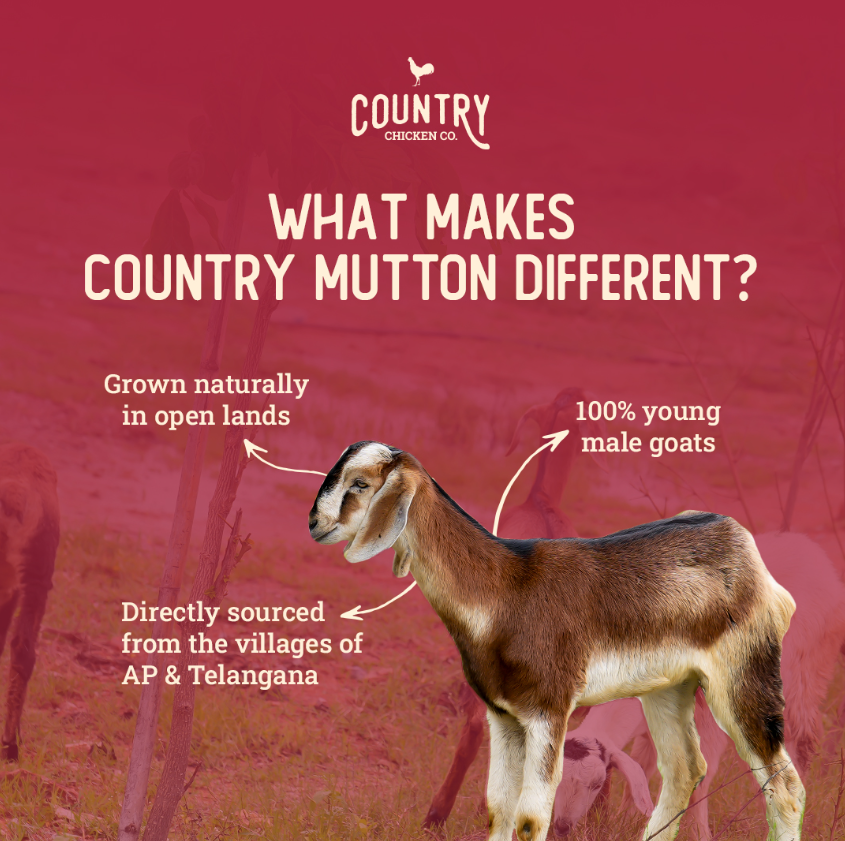 COUNTRY
CHICKEN CO.
WHAT MAKES
COUNTRY MUTTON DIFFERENT?
Grown naturally
in open lands
100% young
male goats
Directly sourced
from the villages of
AP & Telangana